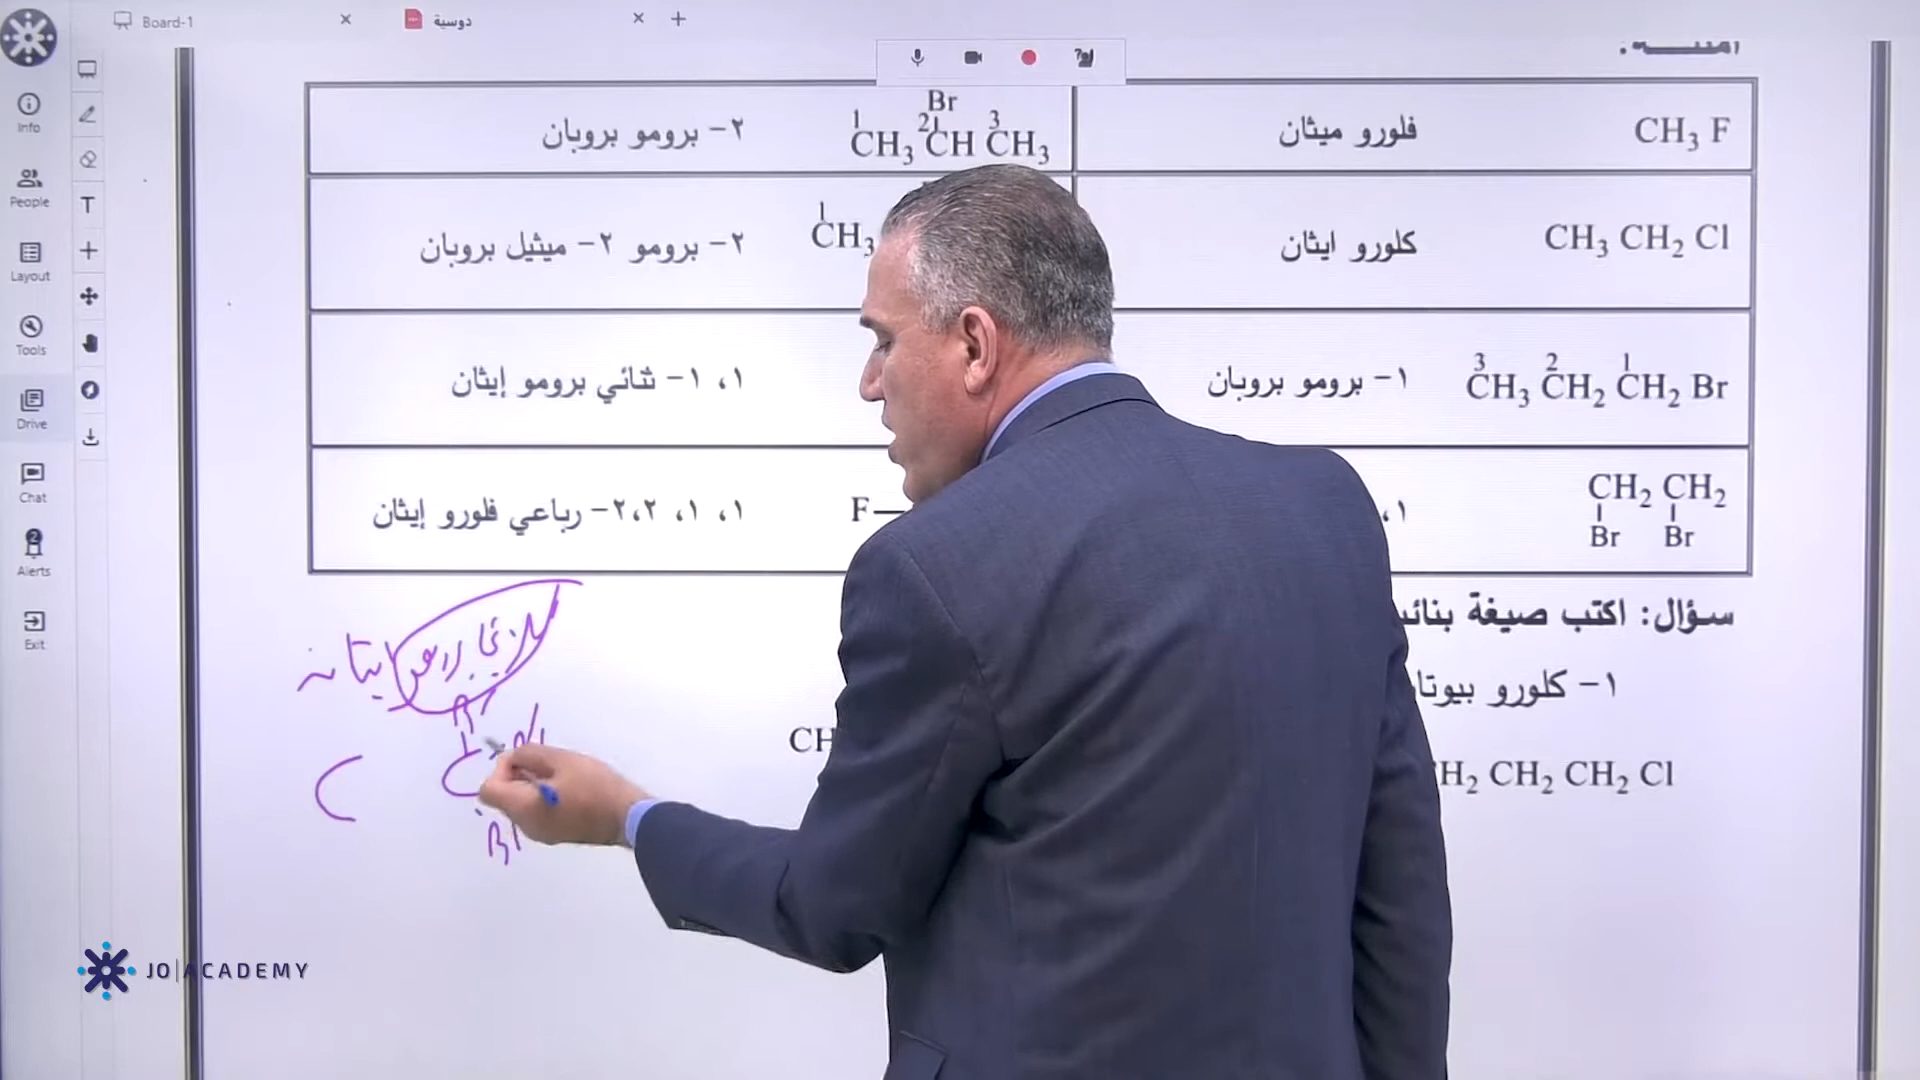 Board-1
دوسية
Info
People
Layout
Tools
Drive
Chat
2
Alerts
Exit
T
CH₃ F فلورو ميثان
Br
1 2 3
CH₃ CH CH₃ ٢- برومو بروبان
CH₃ CH₂ Cl كلورو ايثان
1
CH₃ ٢- برومو ٢- ميثيل بروبان
3 2 1
CH₃ CH₂ CH₂ Br ١- برومو بروبان
١، ١- ثنائي برومو إيثان
CH₂ CH₂
Br Br
١،
F— ١، ١، ٢،٢- رباعي فلورو إيثان
سؤال: اكتب صيغة
١- كلورو
H₂ CH₂ CH₂ Cl
CH
C C
Br
JO ACADEMY